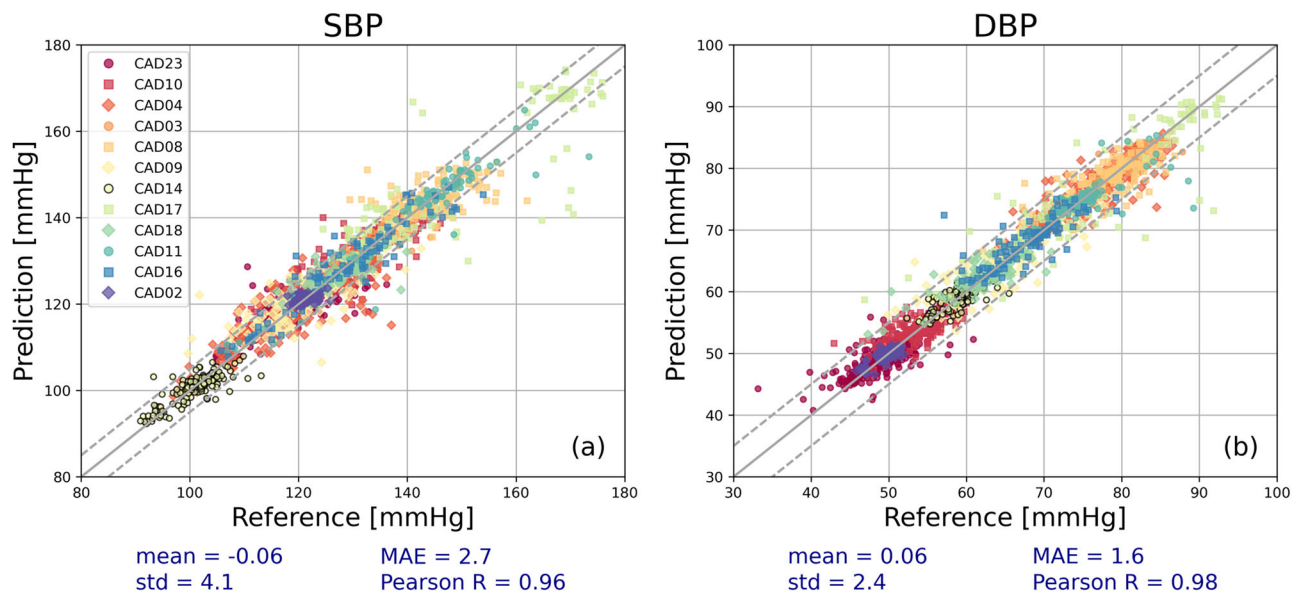 SBP
180
160
140
120
100
80
80
100
120
140
160
180
Prediction [mmHg]
Reference [mmHg]
CAD23
CAD10
CAD04
CAD03
CAD08
CAD09
CAD14
CAD17
CAD18
CAD11
CAD16
CAD02
(a)
mean = -0.06
MAE = 2.7
std = 4.1
Pearson R = 0.96
DBP
100
90
80
70
60
50
40
30
30
40
50
60
70
80
90
100
Prediction [mmHg]
Reference [mmHg]
(b)
mean = 0.06
MAE = 1.6
std = 2.4
Pearson R = 0.98